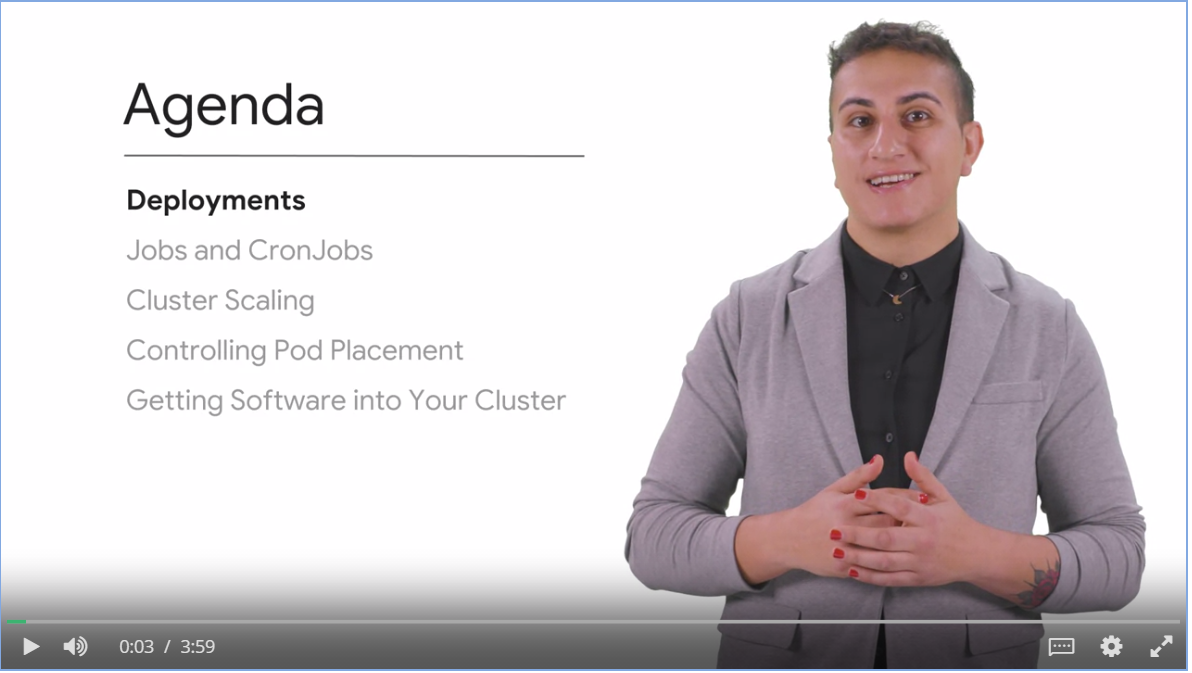 Agenda
Deployments
Jobs and CronJobs
Cluster Scaling
Controlling Pod Placement
Getting Software into Your Cluster
0:03 / 3:59